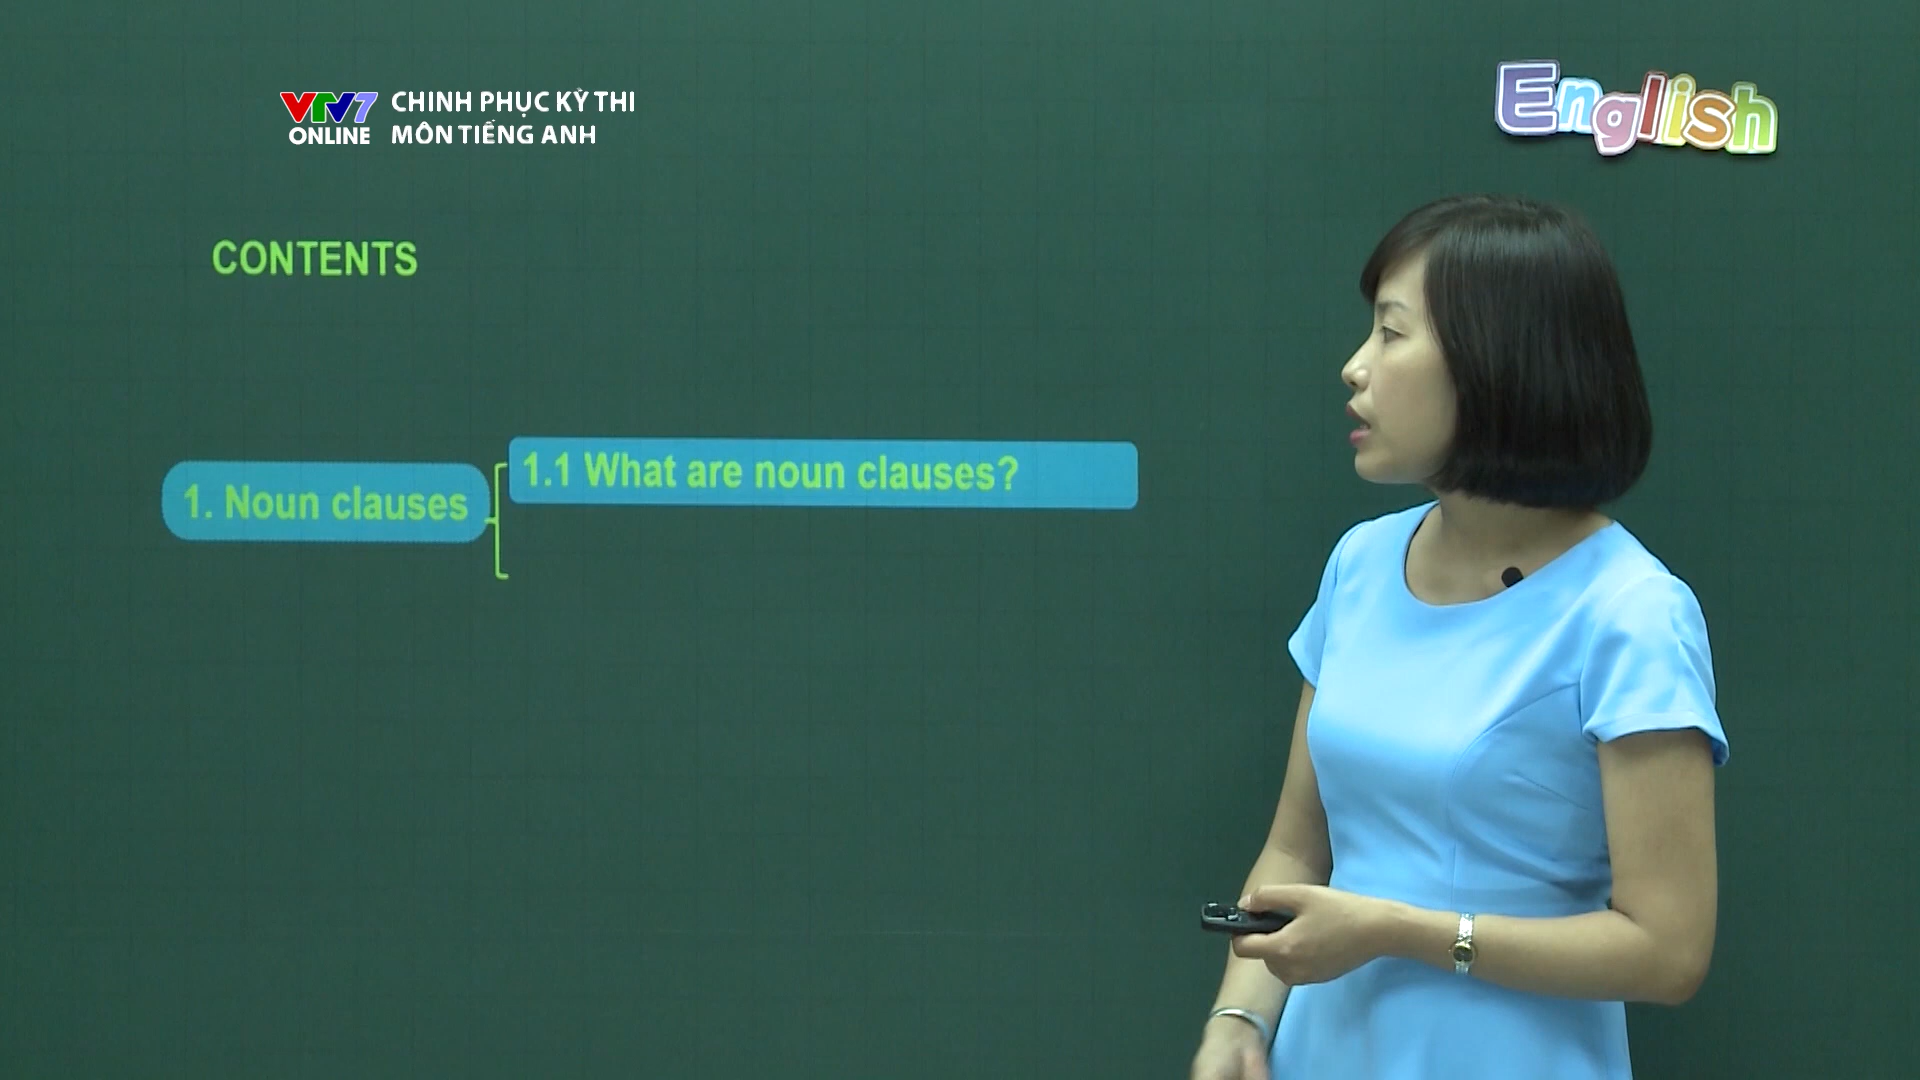 VTV7
ONLINE
CHINH PHỤC KỲ THI
MÔN TIẾNG ANH
English
CONTENTS
1. Noun clauses
1.1 What are noun clauses?